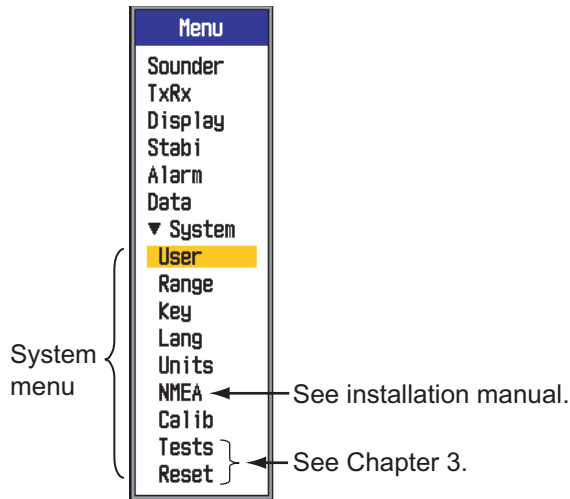 Menu
Sounder
TxRx
Display
Stabi
Alarm
Data
▼ System
User
Range
Key
Lang
Units
NMEA
Calib
Tests
Reset
System
menu
See installation manual.
See Chapter 3.